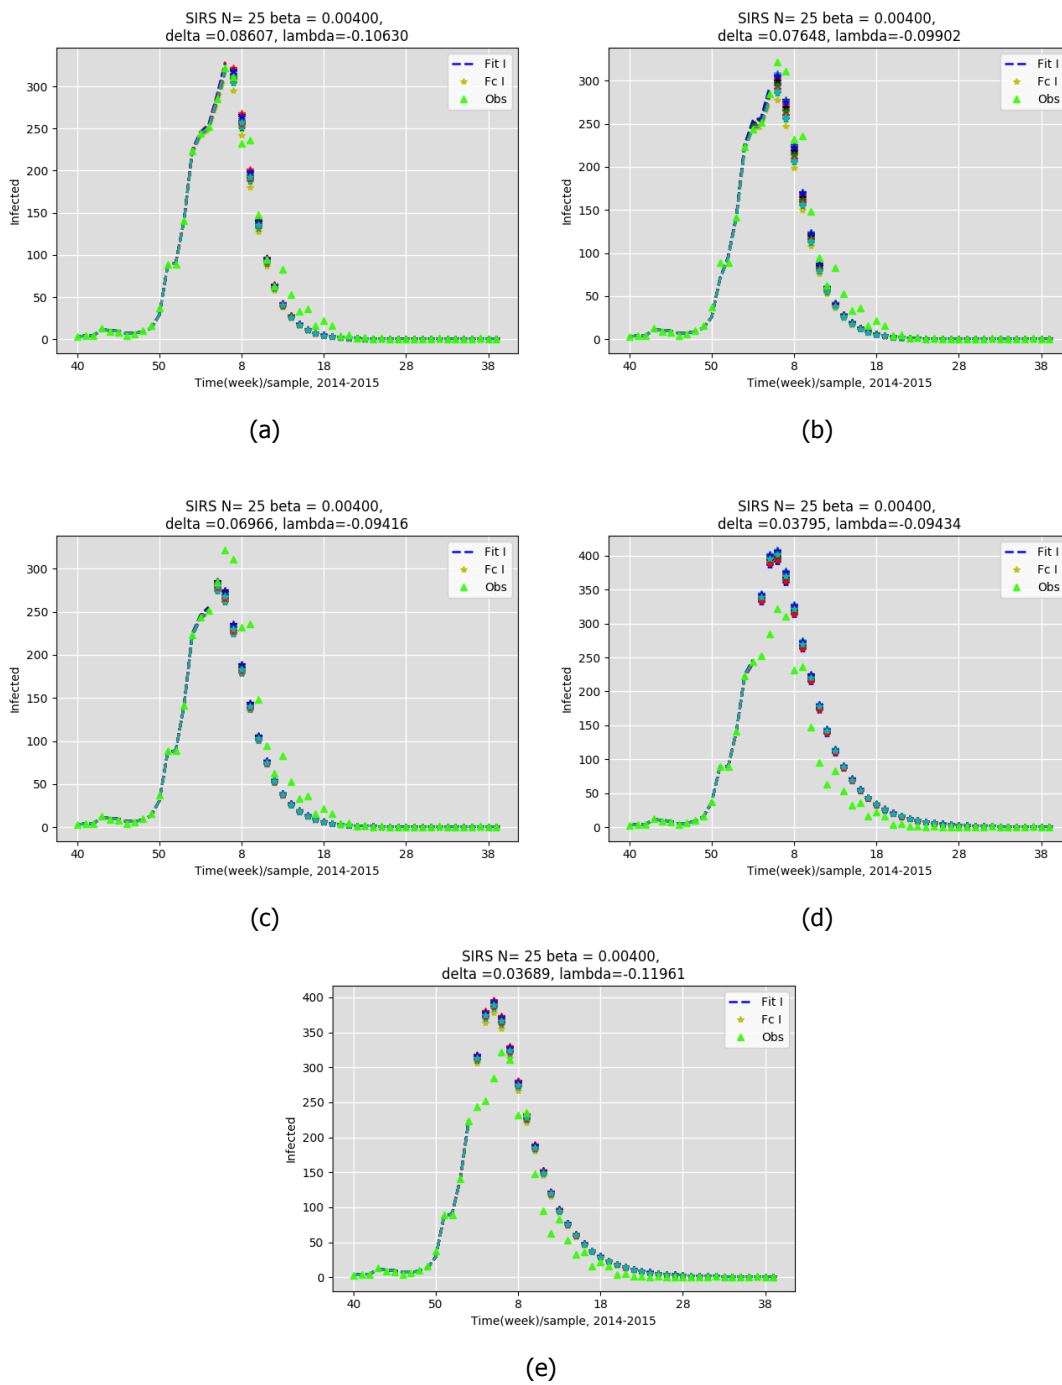 SIRS N= 25 beta = 0.00400,
delta =0.08607, lambda=-0.10630
Infected
300
250
200
150
100
50
0
Fit I
Fc I
Obs
40 50 8 18 28 38
Time(week)/sample, 2014-2015
(a)
SIRS N= 25 beta = 0.00400,
delta =0.07648, lambda=-0.09902
Infected
300
250
200
150
100
50
0
Fit I
Fc I
Obs
40 50 8 18 28 38
Time(week)/sample, 2014-2015
(b)
SIRS N= 25 beta = 0.00400,
delta =0.06966, lambda=-0.09416
Infected
300
250
200
150
100
50
0
Fit I
Fc I
Obs
40 50 8 18 28 38
Time(week)/sample, 2014-2015
(c)
SIRS N= 25 beta = 0.00400,
delta =0.03795, lambda=-0.09434
Infected
400
350
300
250
200
150
100
50
0
Fit I
Fc I
Obs
40 50 8 18 28 38
Time(week)/sample, 2014-2015
(d)
SIRS N= 25 beta = 0.00400,
delta =0.03689, lambda=-0.11961
Infected
400
350
300
250
200
150
100
50
0
Fit I
Fc I
Obs
40 50 8 18 28 38
Time(week)/sample, 2014-2015
(e)